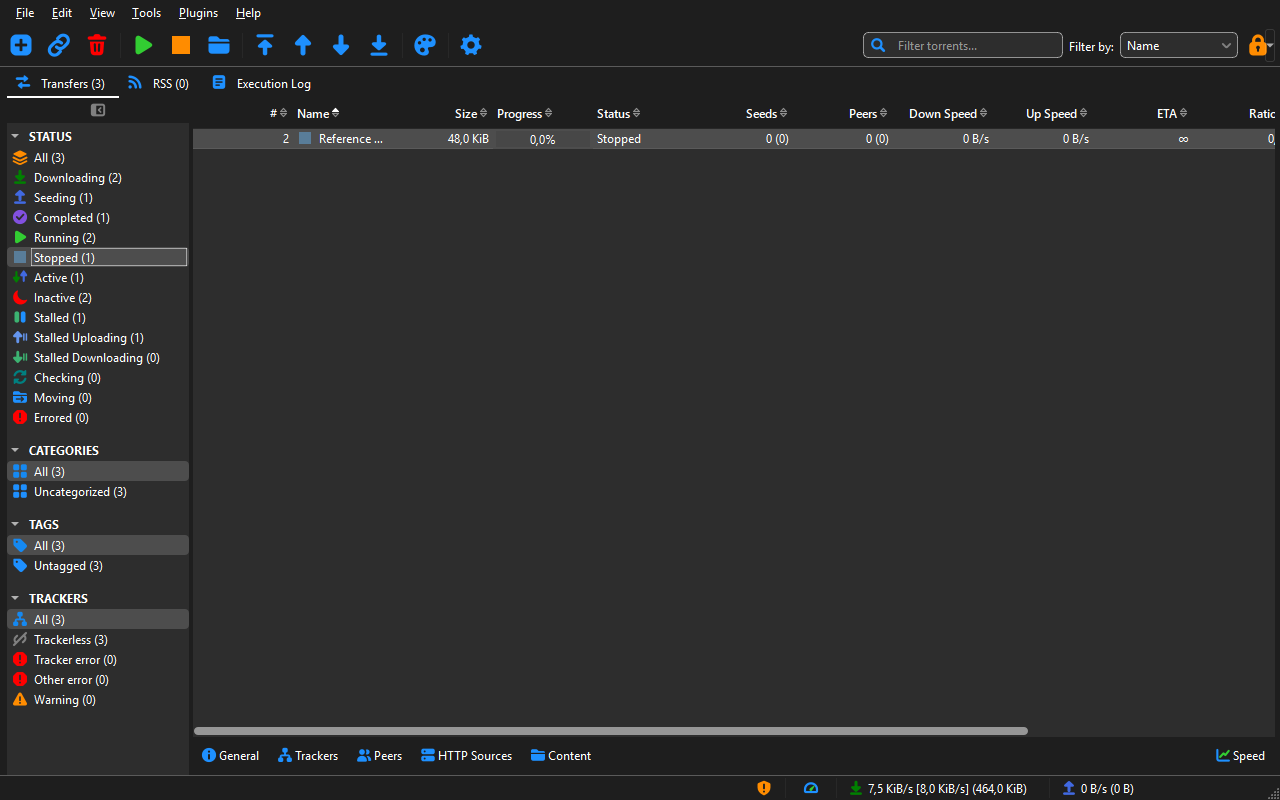 File Edit View Tools Plugins Help
Filter torrents... Filter by: Name
Transfers (3) RSS (0) Execution Log
# Name Size Progress Status Seeds Peers Down Speed Up Speed ETA Ratio
2 Reference ... 48,0 KiB 0,0% Stopped 0 (0) 0 (0) 0 B/s 0 B/s ∞ 0,
STATUS
All (3)
Downloading (2)
Seeding (1)
Completed (1)
Running (2)
Stopped (1)
Active (1)
Inactive (2)
Stalled (1)
Stalled Uploading (1)
Stalled Downloading (0)
Checking (0)
Moving (0)
Errored (0)
CATEGORIES
All (3)
Uncategorized (3)
TAGS
All (3)
Untagged (3)
TRACKERS
All (3)
Trackerless (3)
Tracker error (0)
Other error (0)
Warning (0)
General Trackers Peers HTTP Sources Content Speed
7,5 KiB/s [8,0 KiB/s] (464,0 KiB) 0 B/s (0 B)